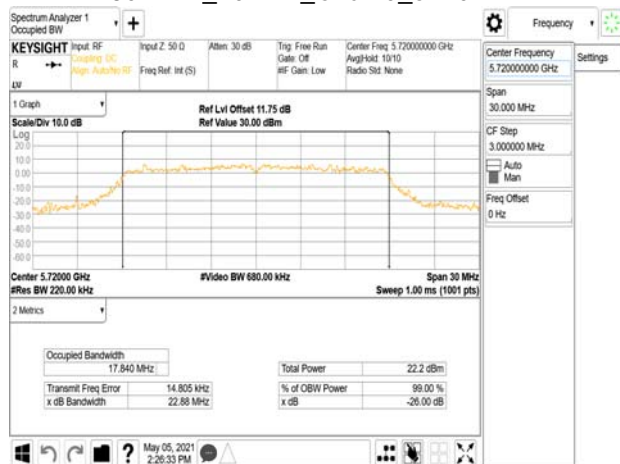 Spectrum Analyzer 1
Occupied BW
Frequency
KEYSIGHT
Input: RF
Coupling: DC
Align: Auto/No RF
Input Z: 50 Ω
Freq Ref: Int (S)
Atten: 30 dB
Trig: Free Run
Gate: Off
#IF Gain: Low
Center Freq: 5.720000000 GHz
Avg|Hold: 10/10
Radio Std: None
R
LV
Center Frequency
5.720000000 GHz
Settings
Span
30.000 MHz
CF Step
3.000000 MHz
Auto
Man
Freq Offset
0 Hz
1 Graph
Scale/Div 10.0 dB
Ref Lvl Offset 11.75 dB
Ref Value 30.00 dBm
Log
20.0
10.0
0.00
-10.0
-20.0
-30.0
-40.0
-50.0
-60.0
Center 5.72000 GHz
#Video BW 680.00 kHz
Span 30 MHz
#Res BW 220.00 kHz
Sweep 1.00 ms (1001 pts)
2 Metrics
Occupied Bandwidth
17.840 MHz
Total Power 22.2 dBm
Transmit Freq Error 14.805 kHz
% of OBW Power 99.00 %
x dB Bandwidth 22.88 MHz
x dB -26.00 dB
?
May 05, 2021
2:26:33 PM